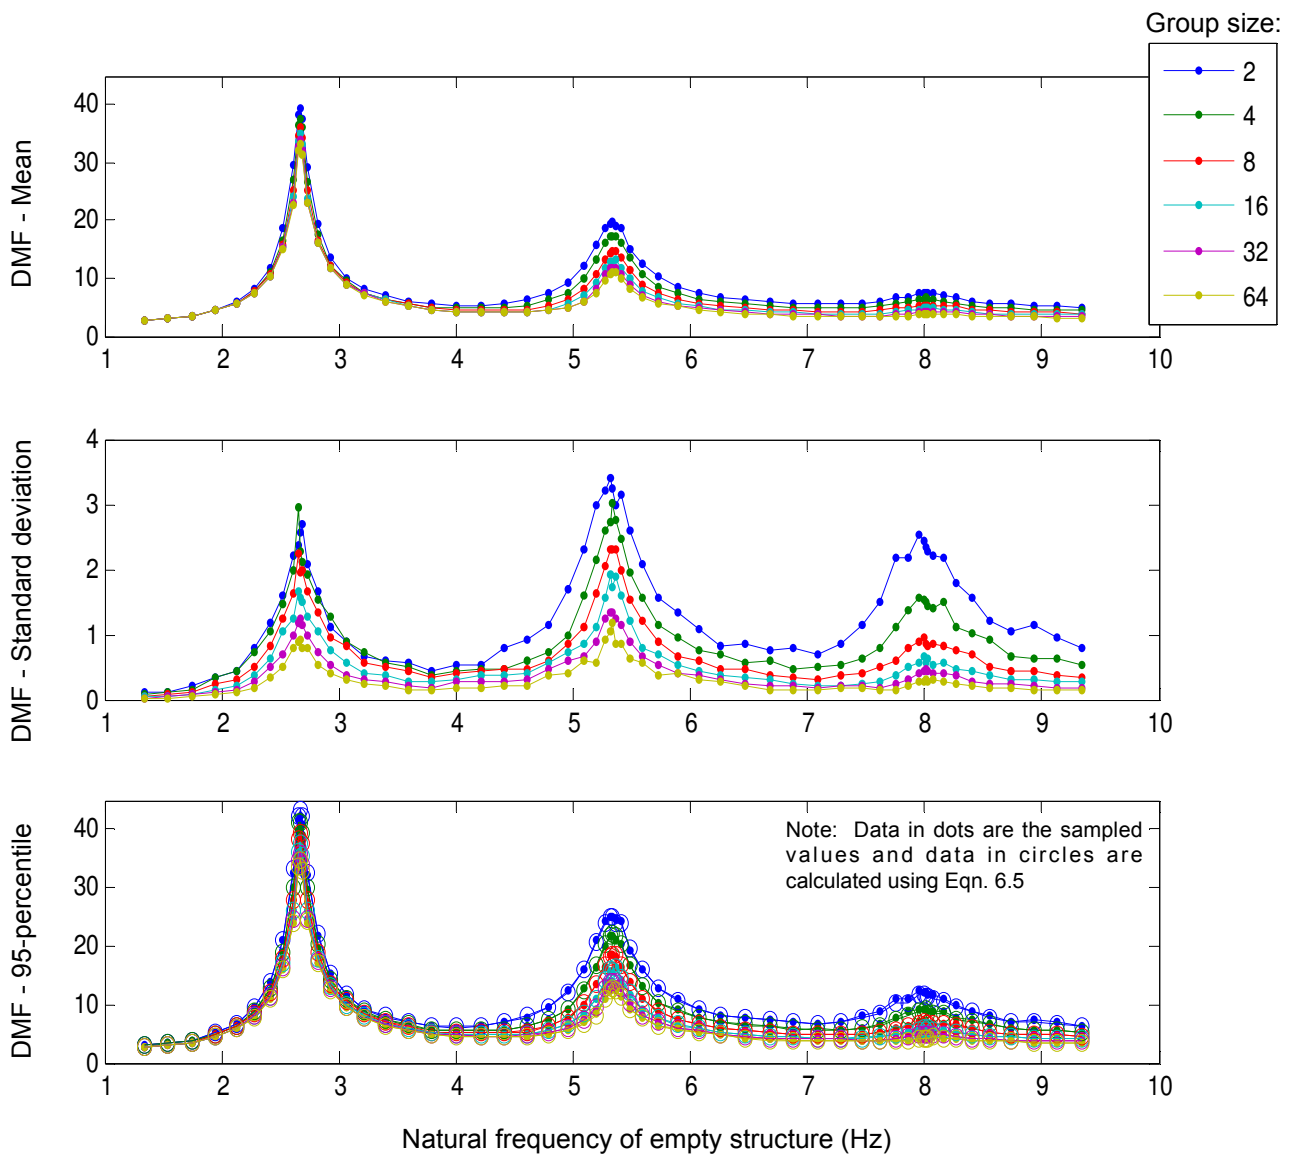 Group size:
2
4
8
16
32
64
DMF - Mean
40
30
20
10
0
1 2 3 4 5 6 7 8 9 10
DMF - Standard deviation
4
3
2
1
0
1 2 3 4 5 6 7 8 9 10
DMF - 95-percentile
40
30
20
10
0
Note: Data in dots are the sampled
values and data in circles are
calculated using Eqn. 6.5
1 2 3 4 5 6 7 8 9 10
Natural frequency of empty structure (Hz)